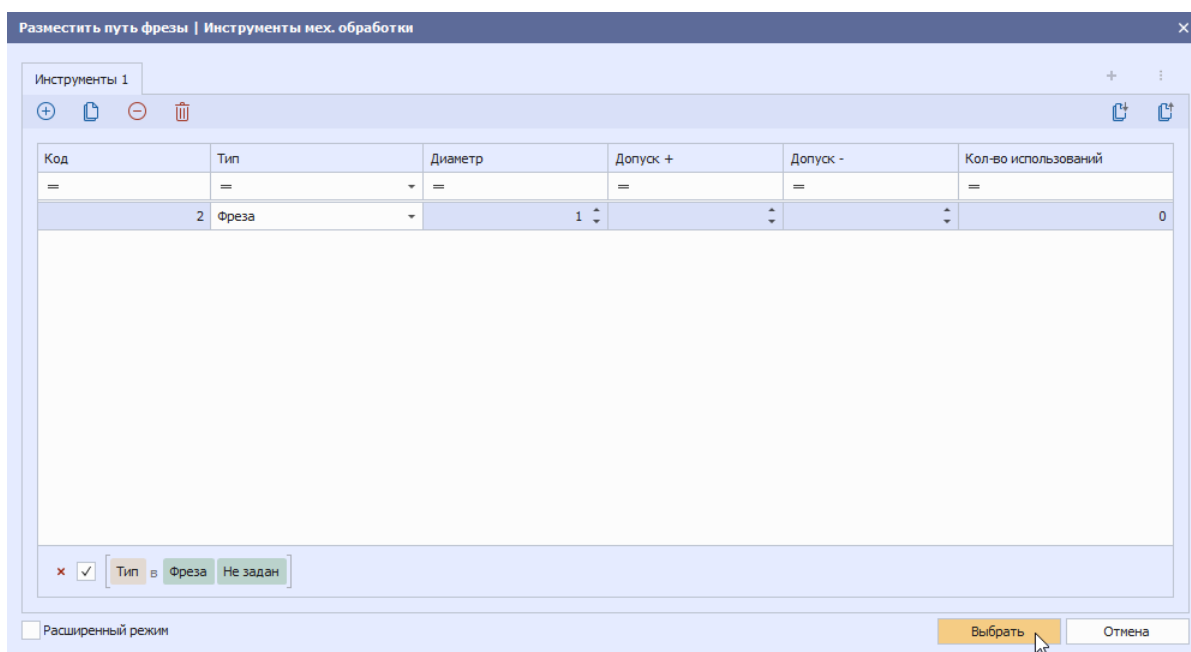 Разместить путь фрезы | Инструменты мех. обработки
Инструменты 1
Код Тип Диаметр Допуск + Допуск - Кол-во использований
= = = = = =
2 Фреза 1 0
Тип в Фреза Не задан
Расширенный режим Выбрать Отмена